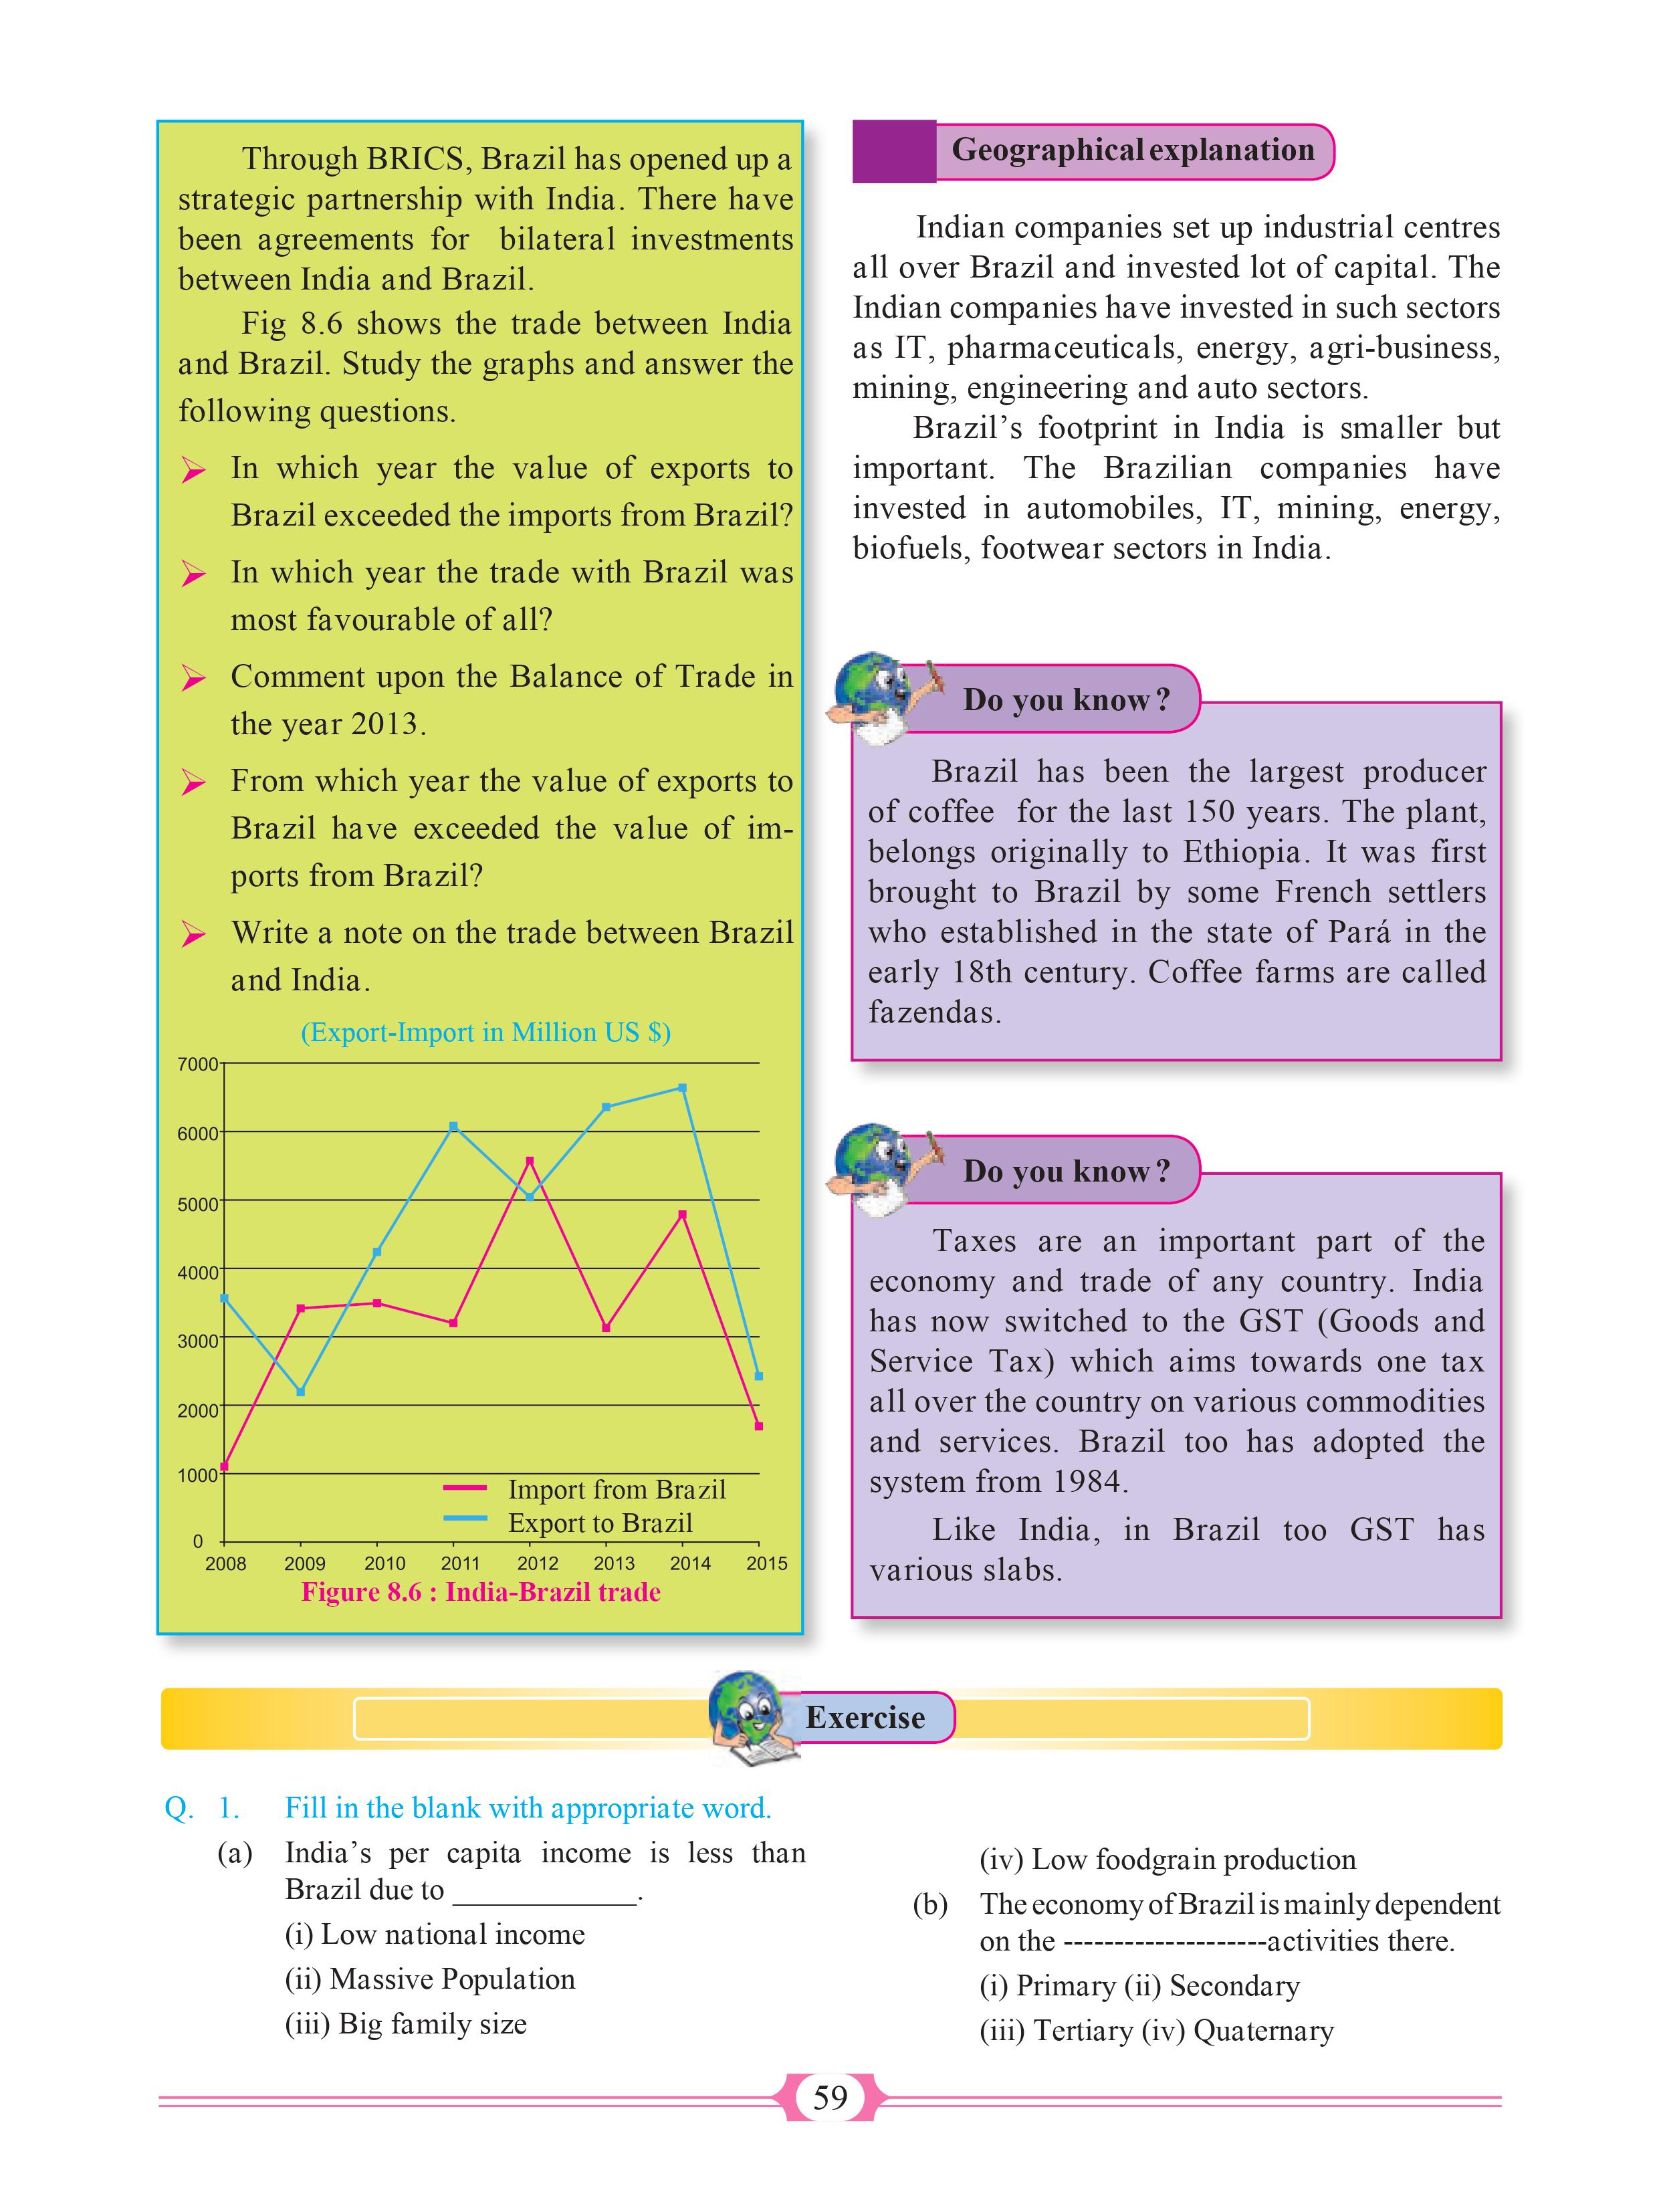 Through BRICS, Brazil has opened up a
strategic partnership with India. There have
been agreements for bilateral investments
between India and Brazil.
Fig 8.6 shows the trade between India
and Brazil. Study the graphs and answer the
following questions.
➢ In which year the value of exports to
Brazil exceeded the imports from Brazil?
➢ In which year the trade with Brazil was
most favourable of all?
➢ Comment upon the Balance of Trade in
the year 2013.
➢ From which year the value of exports to
Brazil have exceeded the value of im-
ports from Brazil?
➢ Write a note on the trade between Brazil
and India.
(Export-Import in Million US $)
7000
6000
5000
4000
3000
2000
1000
0
Import from Brazil
Export to Brazil
2008 2009 2010 2011 2012 2013 2014 2015
Figure 8.6 : India-Brazil trade
Geographical explanation
Indian companies set up industrial centres
all over Brazil and invested lot of capital. The
Indian companies have invested in such sectors
as IT, pharmaceuticals, energy, agri-business,
mining, engineering and auto sectors.
Brazil’s footprint in India is smaller but
important. The Brazilian companies have
invested in automobiles, IT, mining, energy,
biofuels, footwear sectors in India.
Do you know ?
Brazil has been the largest producer
of coffee for the last 150 years. The plant,
belongs originally to Ethiopia. It was first
brought to Brazil by some French settlers
who established in the state of Pará in the
early 18th century. Coffee farms are called
fazendas.
Do you know ?
Taxes are an important part of the
economy and trade of any country. India
has now switched to the GST (Goods and
Service Tax) which aims towards one tax
all over the country on various commodities
and services. Brazil too has adopted the
system from 1984.
Like India, in Brazil too GST has
various slabs.
Exercise
Q. 1. Fill in the blank with appropriate word.
(a) India’s per capita income is less than
Brazil due to ____________.
(i) Low national income
(ii) Massive Population
(iii) Big family size
(iv) Low foodgrain production
(b) The economy of Brazil is mainly dependent
on the --------------------activities there.
(i) Primary (ii) Secondary
(iii) Tertiary (iv) Quaternary
59